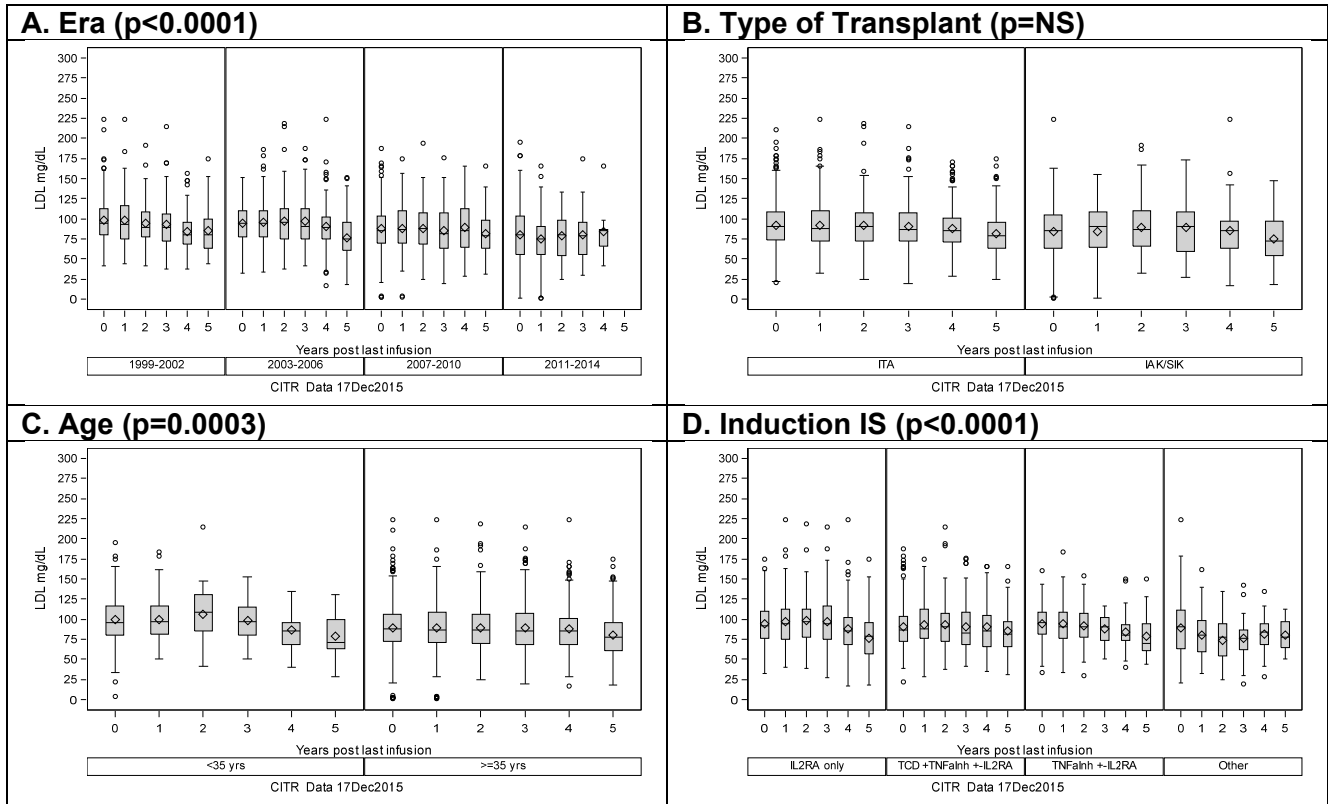 A. Era (p<0.0001)
300
275
250
225
200
175
150
125
100
75
50
25
0
LDL mg/dL
0 1 2 3 4 5 0 1 2 3 4 5 0 1 2 3 4 5 0 1 2 3 4 5
Years post last infusion
1999-2002 2003-2006 2007-2010 2011-2014
CITR Data 17Dec2015
B. Type of Transplant (p=NS)
300
275
250
225
200
175
150
125
100
75
50
25
0
LDL mg/dL
0 1 2 3 4 5 0 1 2 3 4 5
Years post last infusion
ITA IAK/SIK
CITR Data 17Dec2015
C. Age (p=0.0003)
300
275
250
225
200
175
150
125
100
75
50
25
0
LDL mg/dL
0 1 2 3 4 5 0 1 2 3 4 5
Years post last infusion
<35 yrs >=35 yrs
CITR Data 17Dec2015
D. Induction IS (p<0.0001)
300
275
250
225
200
175
150
125
100
75
50
25
0
LDL mg/dL
0 1 2 3 4 5 0 1 2 3 4 5 0 1 2 3 4 5 0 1 2 3 4 5
Years post last infusion
IL2RA only TCD +TNFaInh +-IL2RA TNFaInh +-IL2RA Other
CITR Data 17Dec2015